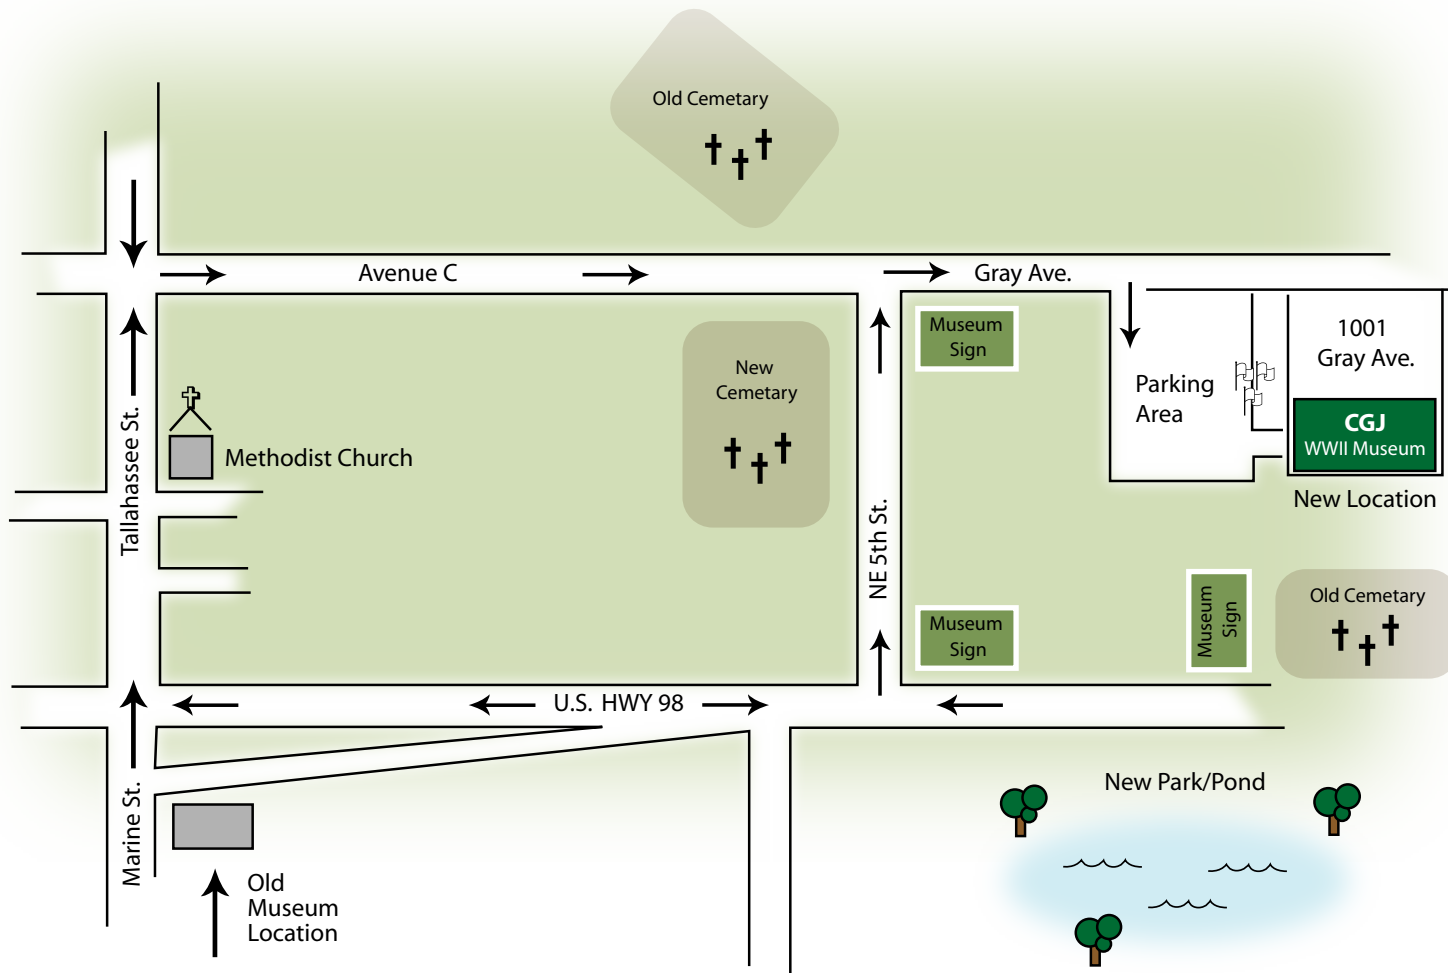 Old Cemetary
Avenue C
Gray Ave.
Museum
Sign
1001
Gray Ave.
New
Cemetary
Parking
Area
CGJ
WWII Museum
New Location
Methodist Church
Tallahassee St.
NE 5th St.
Museum
Sign
Museum
Sign
Old Cemetary
U.S. HWY 98
Marine St.
New Park/Pond
Old
Museum
Location